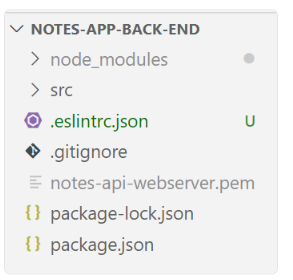 NOTES-APP-BACK-END
node_modules
src
.eslintrc.json U
.gitignore
notes-api-webserver.pem
{} package-lock.json
{} package.json